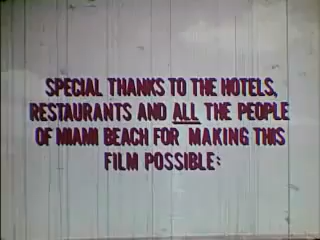 SPECIAL THANKS TO THE HOTELS,
RESTAURANTS AND ALL THE PEOPLE
OF MIAMI BEACH FOR MAKING THIS
FILM POSSIBLE: